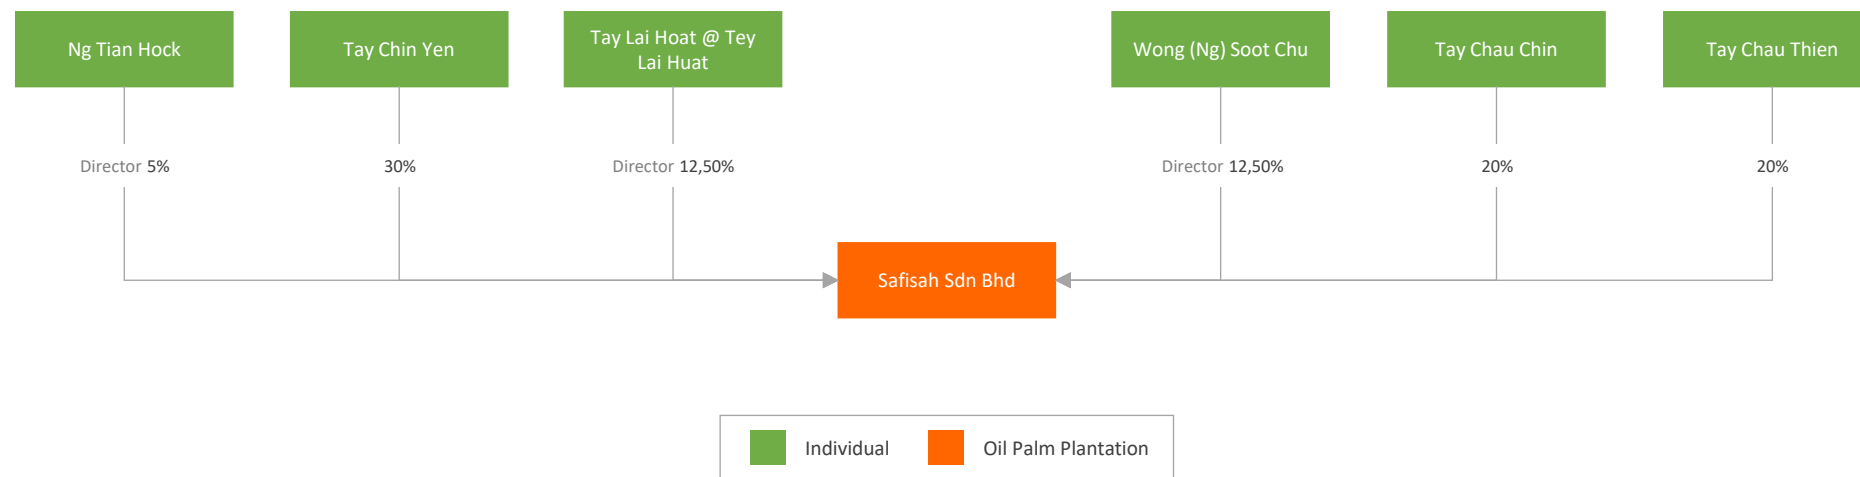 Ng Tian Hock
Tay Chin Yen
Tay Lai Hoat @ Tey
Lai Huat
Wong (Ng) Soot Chu
Tay Chau Chin
Tay Chau Thien
Director 5%
30%
Director 12,50%
Director 12,50%
20%
20%
Safisah Sdn Bhd
Individual
Oil Palm Plantation